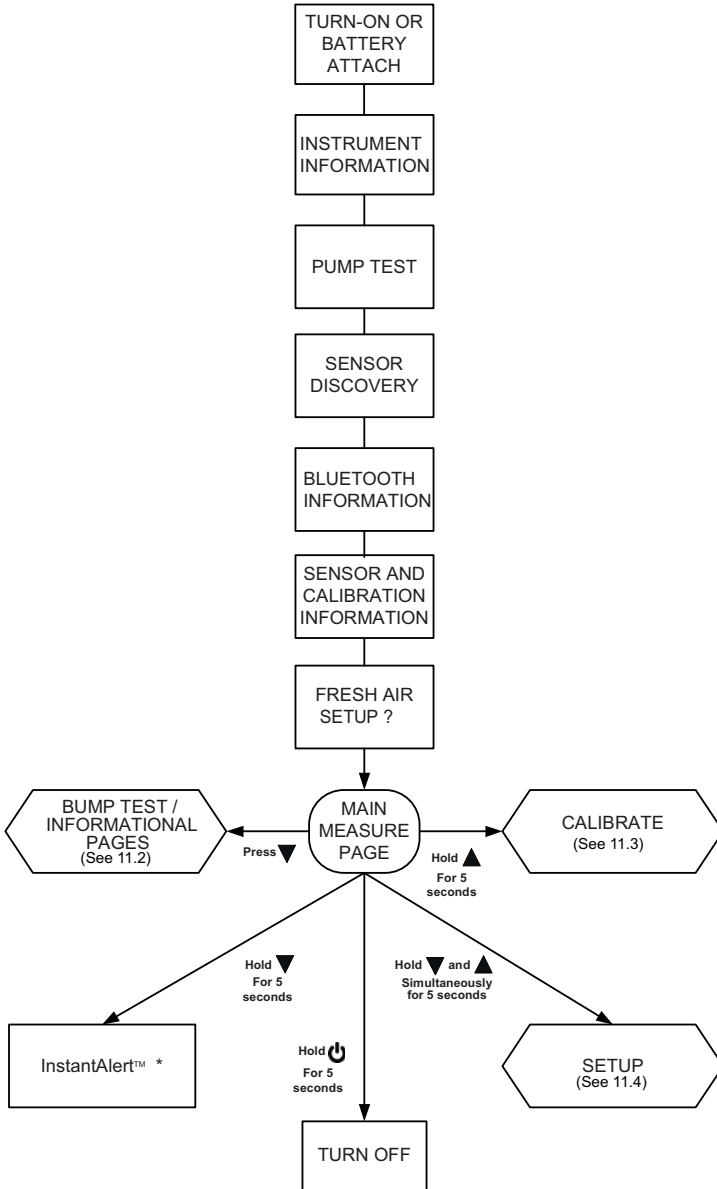 TURN-ON OR
BATTERY
ATTACH
INSTRUMENT
INFORMATION
PUMP TEST
SENSOR
DISCOVERY
BLUETOOTH
INFORMATION
SENSOR AND
CALIBRATION
INFORMATION
FRESH AIR
SETUP ?
BUMP TEST /
INFORMATIONAL
PAGES
(See 11.2)
Press ▼
MAIN
MEASURE
PAGE
Hold ▲
For 5
seconds
CALIBRATE
(See 11.3)
Hold ▼
For 5
seconds
Hold ▼ and ▲
Simultaneously
for 5 seconds
Hold ⏻
For 5
seconds
InstantAlert™ *
SETUP
(See 11.4)
TURN OFF